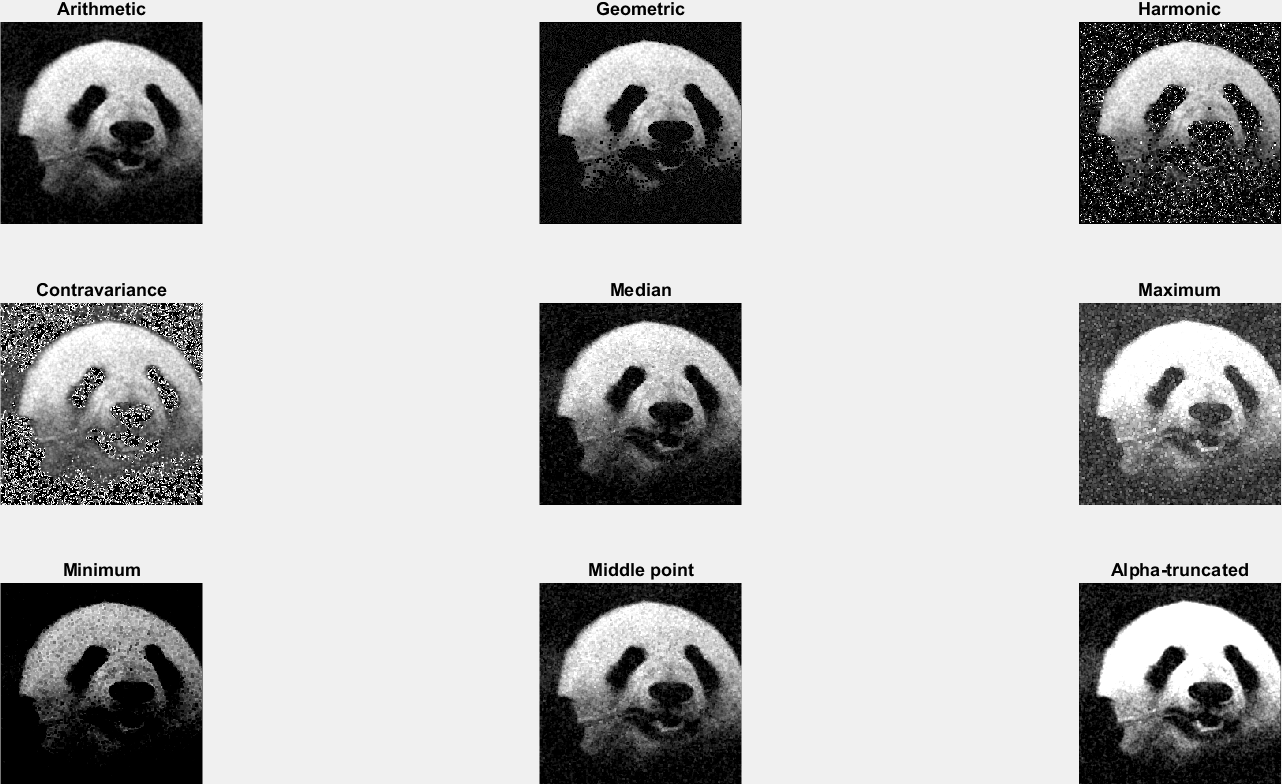 Arithmetic
Geometric
Harmonic
Contravariance
Median
Maximum
Minimum
Middle point
Alpha-truncated